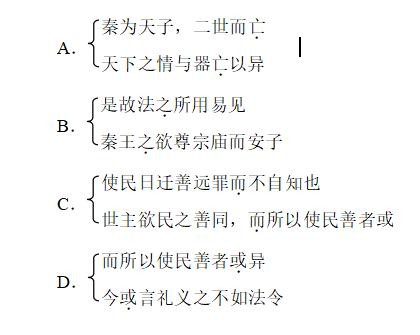 A. 秦为天子，二世而亡
天下之情与器亡以异
B. 是故法之所用易见
秦王之欲尊宗庙而安子
C. 使民日迁善远罪而不自知也
世主欲民之善同，而所以使民善者或
D. 而所以使民善者或异
今或言礼义之不如法令